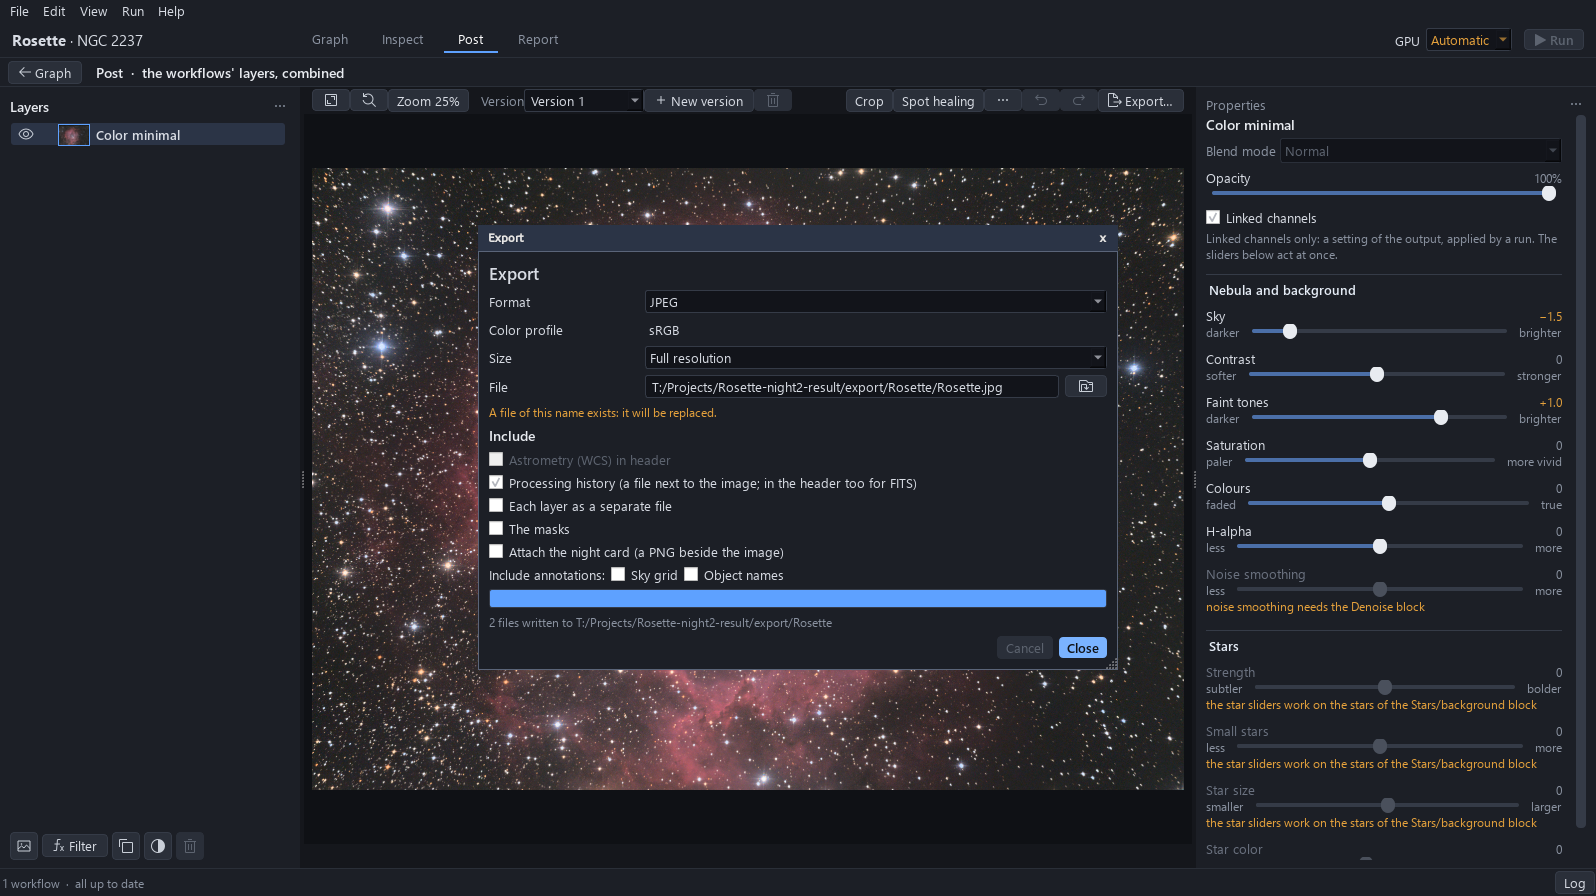 File Edit View Run Help
Rosette · NGC 2237
Graph Inspect Post Report
GPU Automatic Run
Graph
Post · the workflows' layers, combined
Layers
Color minimal
Zoom 25%
Version Version 1
+ New version
Crop
Spot healing
Export...
Export
x
Export
Format JPEG
Color profile sRGB
Size Full resolution
File T:/Projects/Rosette-night2-result/export/Rosette/Rosette.jpg
A file of this name exists: it will be replaced.
Include
Astrometry (WCS) in header
Processing history (a file next to the image; in the header too for FITS)
Each layer as a separate file
The masks
Attach the night card (a PNG beside the image)
Include annotations: Sky grid Object names
2 files written to T:/Projects/Rosette-night2-result/export/Rosette
Cancel Close
Properties
Color minimal
Blend mode Normal
Opacity 100%
Linked channels
Linked channels only: a setting of the output, applied by a run. The
sliders below act at once.
Nebula and background
Sky −1.5
darker brighter
Contrast 0
softer stronger
Faint tones +1.0
darker brighter
Saturation 0
paler more vivid
Colours 0
faded true
H-alpha 0
less more
Noise smoothing 0
less more
noise smoothing needs the Denoise block
Stars
Strength 0
subtler bolder
the star sliders work on the stars of the Stars/background block
Small stars 0
less more
the star sliders work on the stars of the Stars/background block
Star size 0
smaller larger
the star sliders work on the stars of the Stars/background block
Star color 0
fx Filter
1 workflow · all up to date
Log